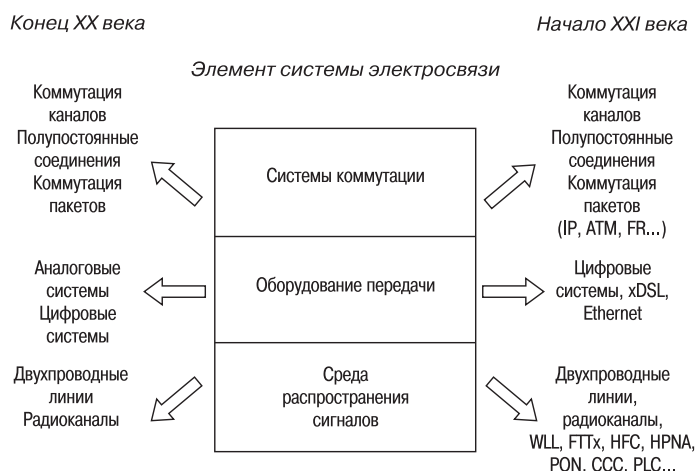 Конец XX века
Начало XXI века
Элемент системы электросвязи
Коммутация
каналов
Полупостоянные
соединения
Коммутация
пакетов
Системы коммутации
Коммутация
каналов
Полупостоянные
соединения
Коммутация
пакетов
(IP, ATM, FR...)
Аналоговые
системы
Цифровые
системы
Оборудование передачи
Цифровые
системы, xDSL,
Ethernet
Двухпроводные
линии
Радиоканалы
Среда
распространения
сигналов
Двухпроводные
линии,
радиоканалы,
WLL, FTTx, HFC, HPNA,
PON, CCC, PLC...